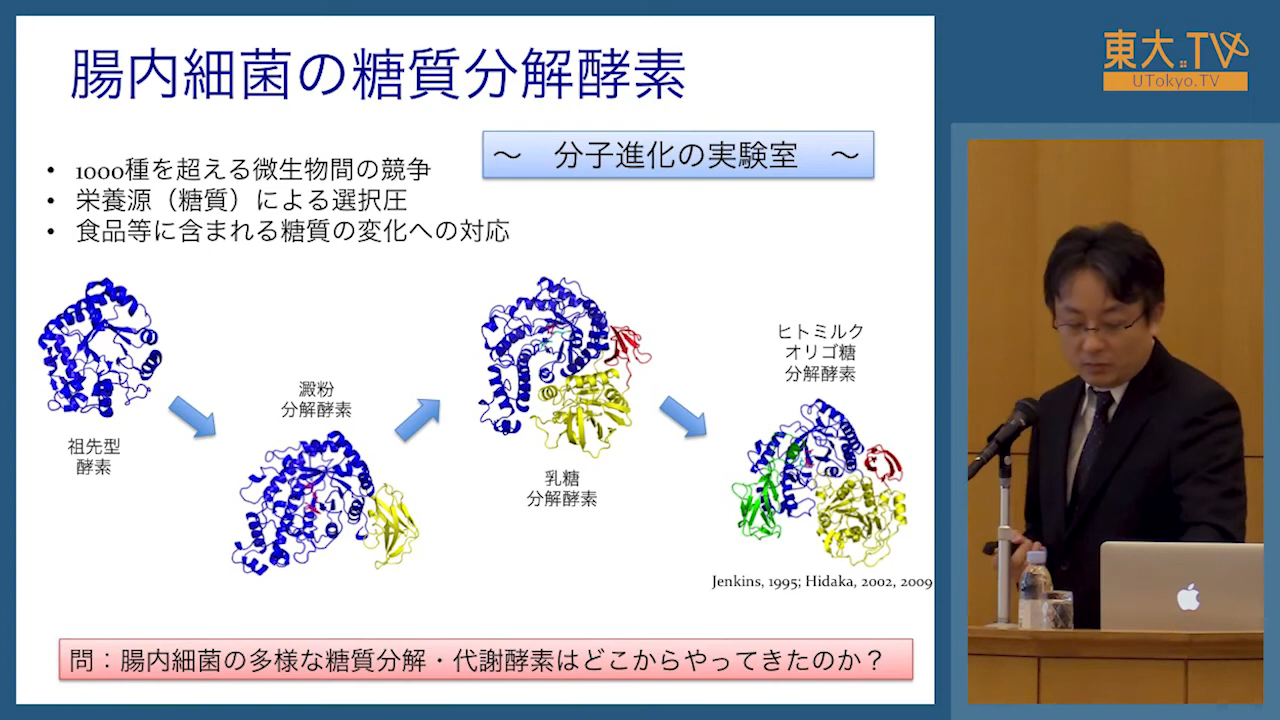 腸内細菌の糖質分解酵素
～ 分子進化の実験室 ～
• 1000種を超える微生物間の競争
• 栄養源（糖質）による選択圧
• 食品等に含まれる糖質の変化への対応
祖先型
酵素
澱粉
分解酵素
乳糖
分解酵素
ヒトミルク
オリゴ糖
分解酵素
Jenkins, 1995; Hidaka, 2002, 2009
問：腸内細菌の多様な糖質分解・代謝酵素はどこからやってきたのか？
東大TV
UTokyo.TV